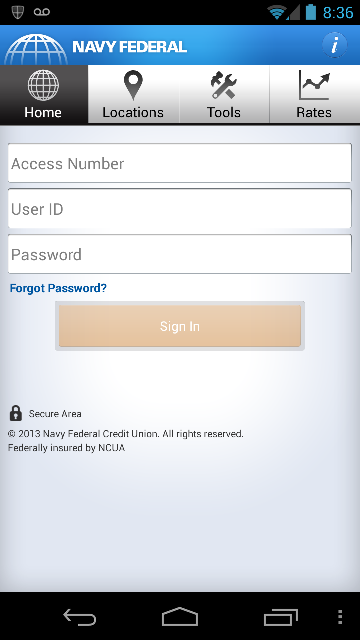 8:36
NAVY FEDERAL
i
Home
Locations
Tools
Rates
Access Number
User ID
Password
Forgot Password?
Sign In
Secure Area
© 2013 Navy Federal Credit Union. All rights reserved.
Federally insured by NCUA